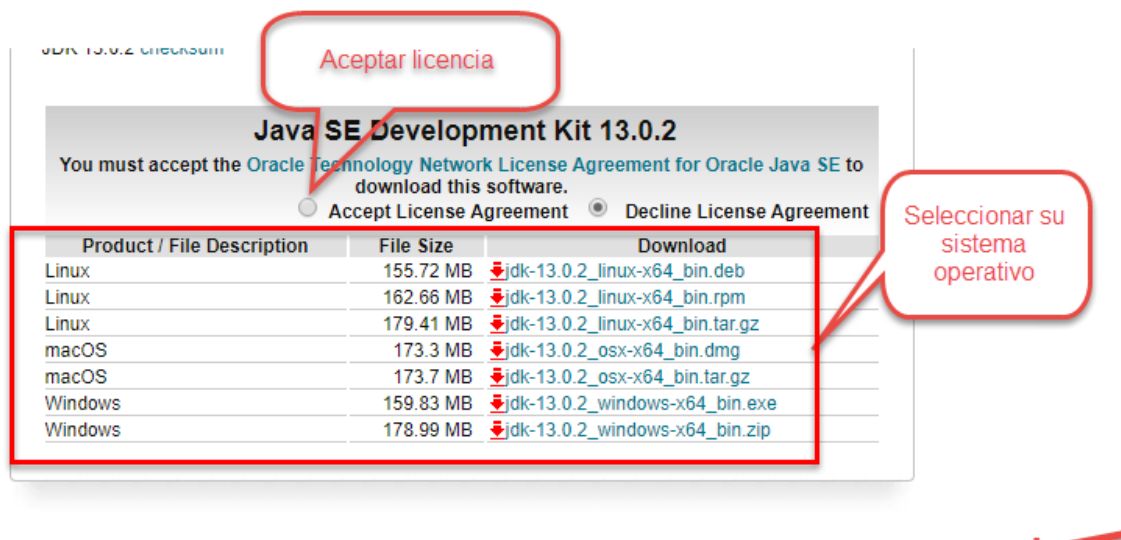 JDK 13.0.2 checksum
Aceptar licencia
Java SE Development Kit 13.0.2
You must accept the Oracle Technology Network License Agreement for Oracle Java SE to
download this software.
Accept License Agreement Decline License Agreement
Seleccionar su
sistema
operativo
Product / File Description File Size Download
Linux 155.72 MB jdk-13.0.2_linux-x64_bin.deb
Linux 162.66 MB jdk-13.0.2_linux-x64_bin.rpm
Linux 179.41 MB jdk-13.0.2_linux-x64_bin.tar.gz
macOS 173.3 MB jdk-13.0.2_osx-x64_bin.dmg
macOS 173.7 MB jdk-13.0.2_osx-x64_bin.tar.gz
Windows 159.83 MB jdk-13.0.2_windows-x64_bin.exe
Windows 178.99 MB jdk-13.0.2_windows-x64_bin.zip